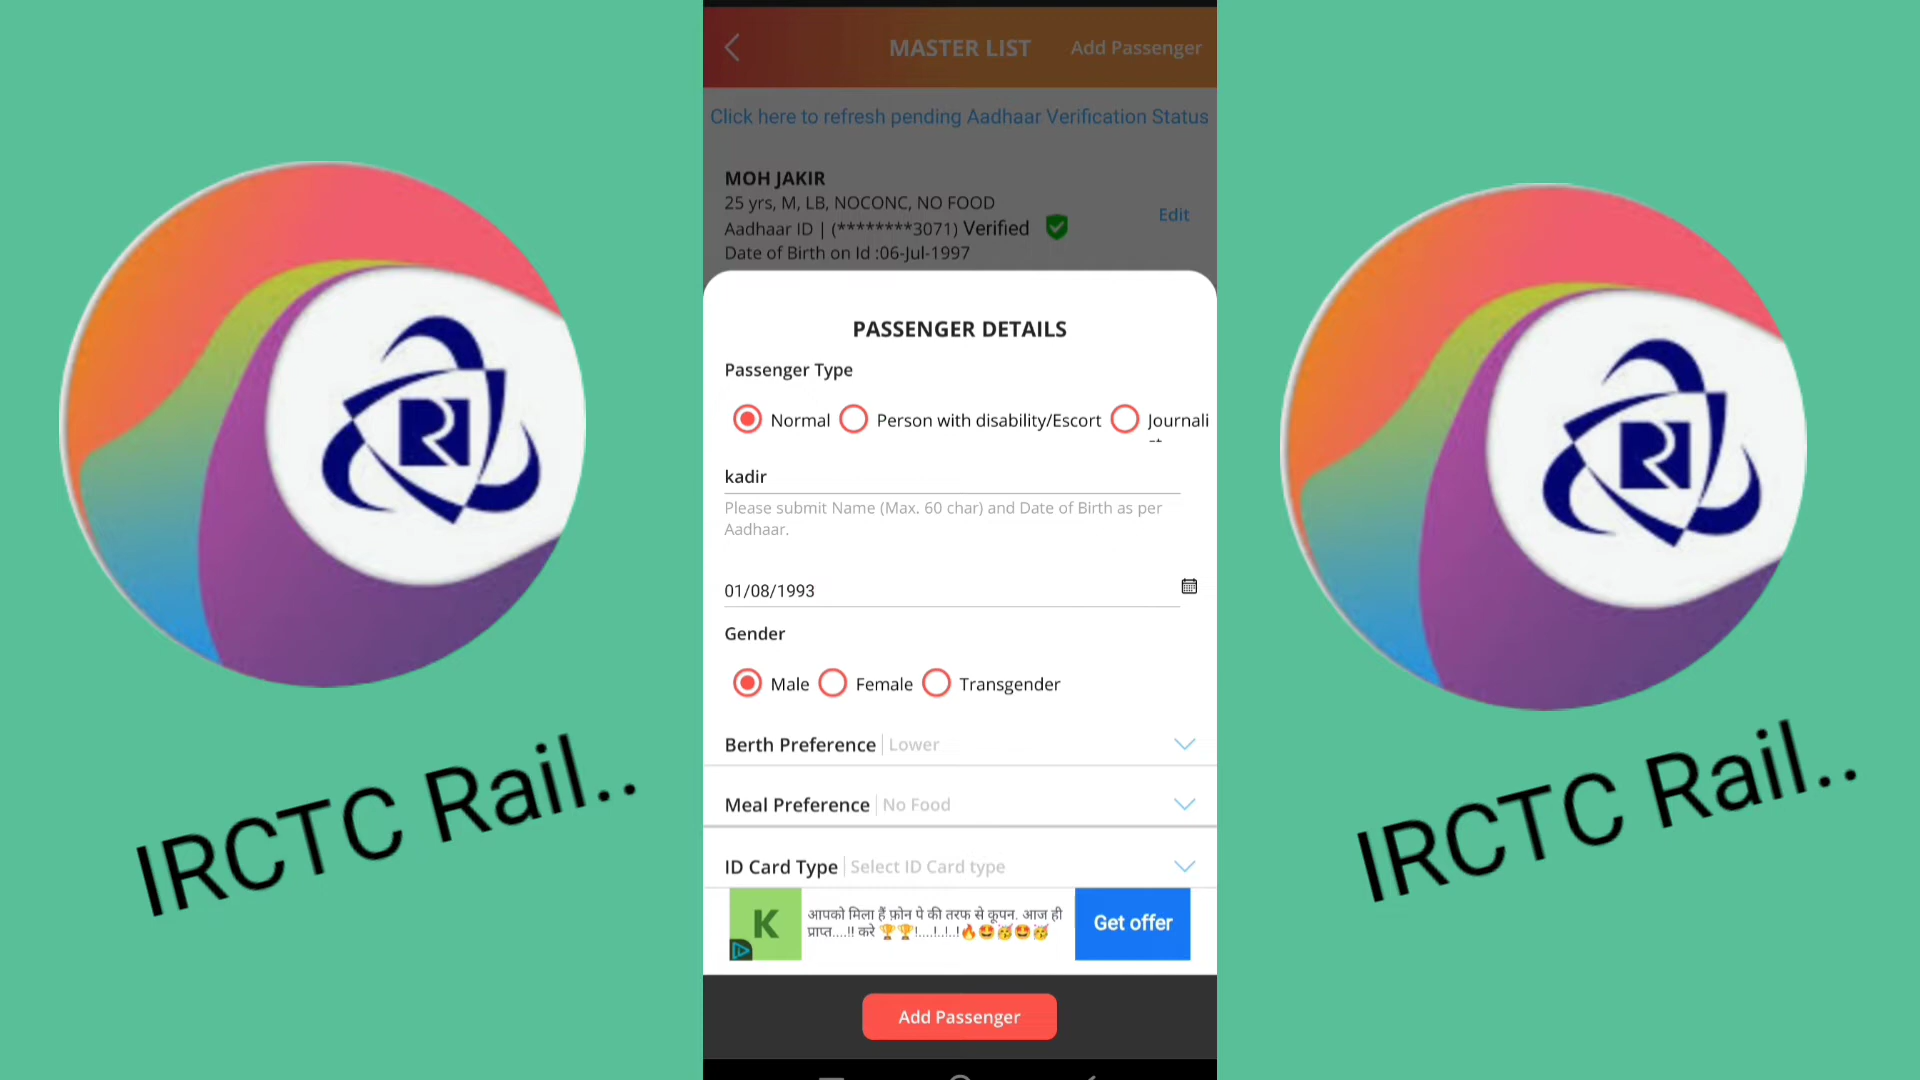 MASTER LIST
Add Passenger
Click here to refresh pending Aadhaar Verification Status
MOH JAKIR
25 yrs, M, LB, NOCONC, NO FOOD
Aadhaar ID | (********3071) Verified
Edit
Date of Birth on Id :06-Jul-1997
PASSENGER DETAILS
Passenger Type
Normal
Person with disability/Escort
Journali
kadir
Please submit Name (Max. 60 char) and Date of Birth as per
Aadhaar.
01/08/1993
Gender
Male
Female
Transgender
Berth Preference
Lower
Meal Preference
No Food
ID Card Type
Select ID Card type
K
आपको मिला हैं फ़ोन पे की तरफ से कूपन. आज ही
प्राप्त....!! करे 🏆🏆!....!..!..!🔥🤩🥳🤩🥳
Get offer
Add Passenger
IRCTC Rail..
IRCTC Rail..